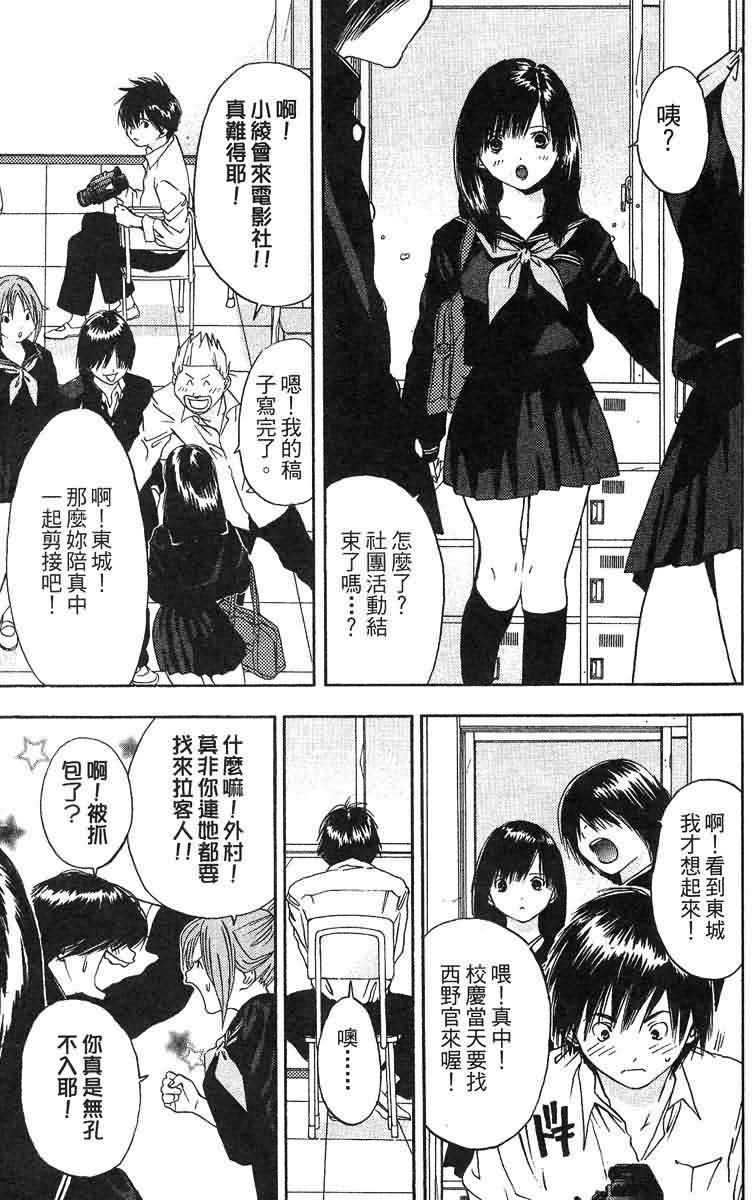 咦?
怎麼了?
社團活動結
束了嗎…?
啊!
小綾會來電影社!!
真難得耶!
嗯!我的稿
子寫完了。
啊!東城!
那麼妳陪真中
一起剪接吧!
啊!看到東城
我才想起來!
喂!真中!
校慶當天要找
西野官來喔!
ドキ
噢……
什麼嘛!外村!
莫非你連她都要
找來拉客人!!
啊!被抓
包了?
你真是無孔
不入耶!